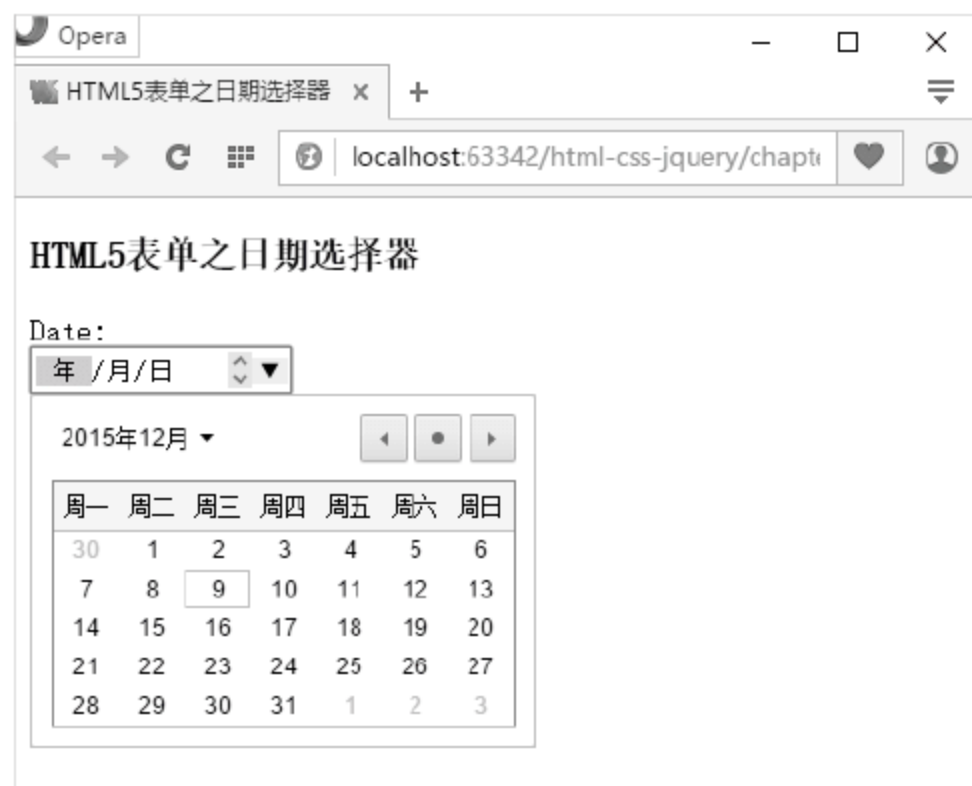 Opera
HTML5表单之日期选择器
localhost:63342/html-css-jquery/chapte
HTML5表单之日期选择器
Date:
年/月/日
2015年12月
周一 周二 周三 周四 周五 周六 周日
30 1 2 3 4 5 6
7 8 9 10 11 12 13
14 15 16 17 18 19 20
21 22 23 24 25 26 27
28 29 30 31 1 2 3